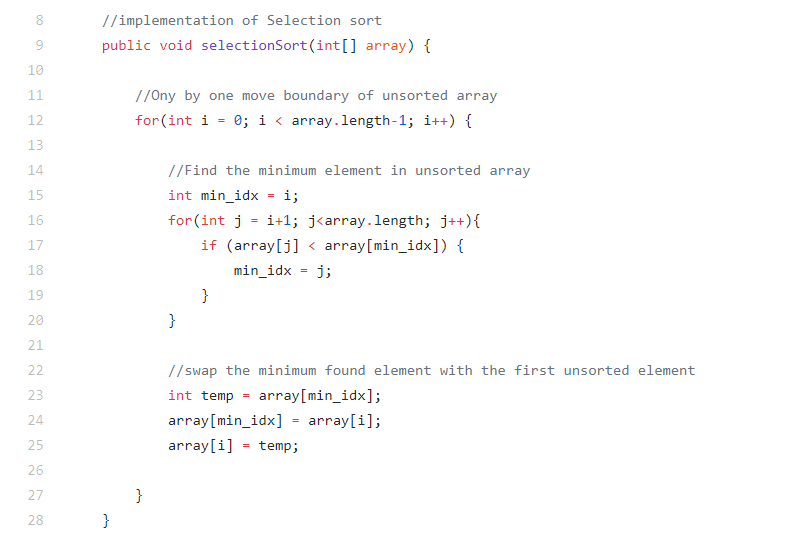 8 //implementation of Selection sort
9 public void selectionSort(int[] array) {
10
11 //Ony by one move boundary of unsorted array
12 for(int i = 0; i < array.length-1; i++) {
13
14 //Find the minimum element in unsorted array
15 int min_idx = i;
16 for(int j = i+1; j<array.length; j++){
17 if (array[j] < array[min_idx]) {
18 min_idx = j;
19 }
20 }
21
22 //swap the minimum found element with the first unsorted element
23 int temp = array[min_idx];
24 array[min_idx] = array[i];
25 array[i] = temp;
26
27 }
28 }